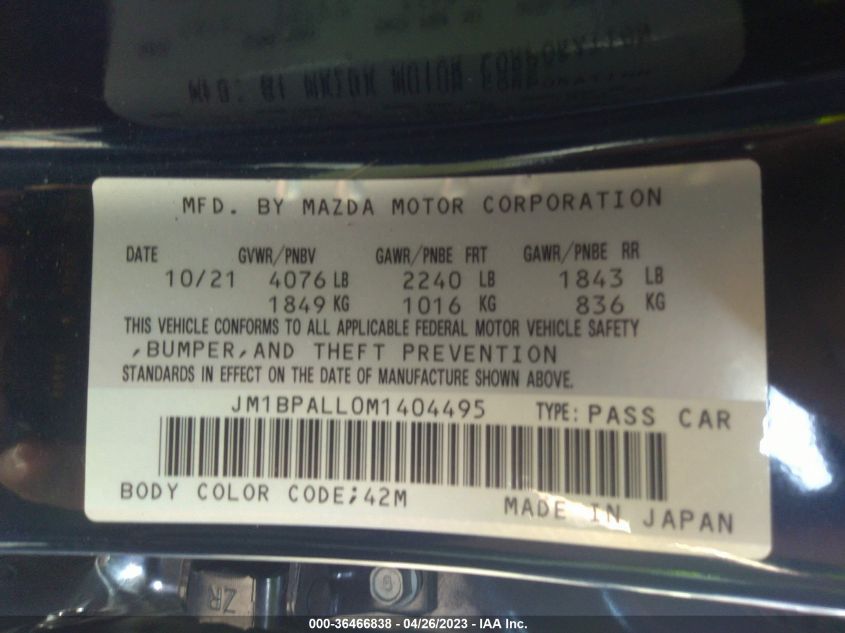 MFD. BY MAZDA MOTOR CORPORATION
DATE GVWR/PNBV GAWR/PNBE FRT GAWR/PNBE RR
10/21 4076 LB 2240 LB 1843 LB
1849 KG 1016 KG 836 KG
THIS VEHICLE CONFORMS TO ALL APPLICABLE FEDERAL MOTOR VEHICLE SAFETY
,BUMPER,AND THEFT PREVENTION
STANDARDS IN EFFECT ON THE DATE OF MANUFACTURE SHOWN ABOVE.
JM1BPALL0M1404495 TYPE: PASS CAR
BODY COLOR CODE;42M
MADE IN JAPAN
ZR
000-36466838 - 04/26/2023 - IAA Inc.